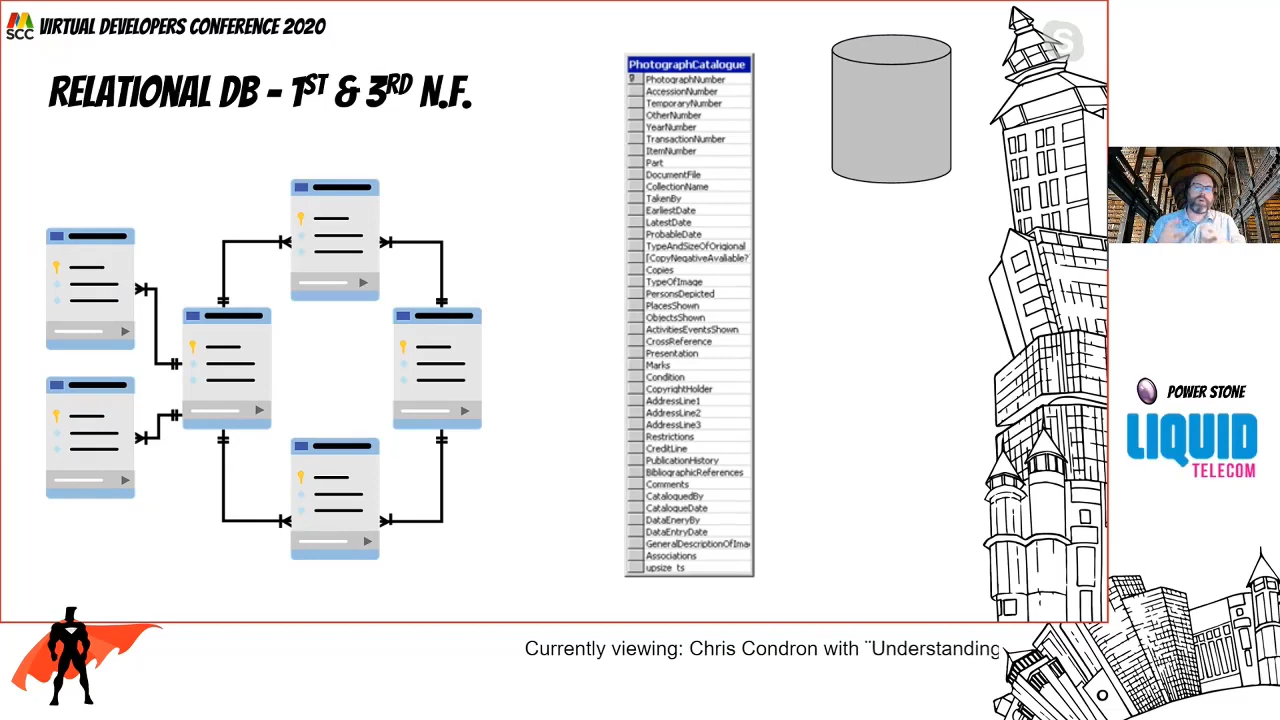 SCC
VIRTUAL DEVELOPERS CONFERENCE 2020
RELATIONAL DB - 1ST & 3RD N.F.
PhotographCatalogue
PhotographNumber
AccessionNumber
TemporaryNumber
OtherNumber
YearNumber
TransactionNumber
ItemNumber
Part
DocumentFile
CollectionName
TakenBy
EarliestDate
LatestDate
ProbableDate
TypeAndSizeOfOrigional
[CopyNegativeAvaliable?
Copies
TypeOfImage
PersonsDepicted
PlacesShown
ObjectsShown
ActivitiesEventsShown
CrossReference
Presentation
Marks
Condition
CopyrightHolder
AddressLine1
AddressLine2
AddressLine3
Restrictions
CreditLine
PublicationHistory
BibliographicReferences
Comments
CataloguedBy
CatalogueDate
DataEneryBy
DataEntryDate
GeneralDescriptionOfIma
Associations
upsize_ts
S
POWER STONE
LIQUID
TELECOM
Currently viewing: Chris Condron with ¨Understanding